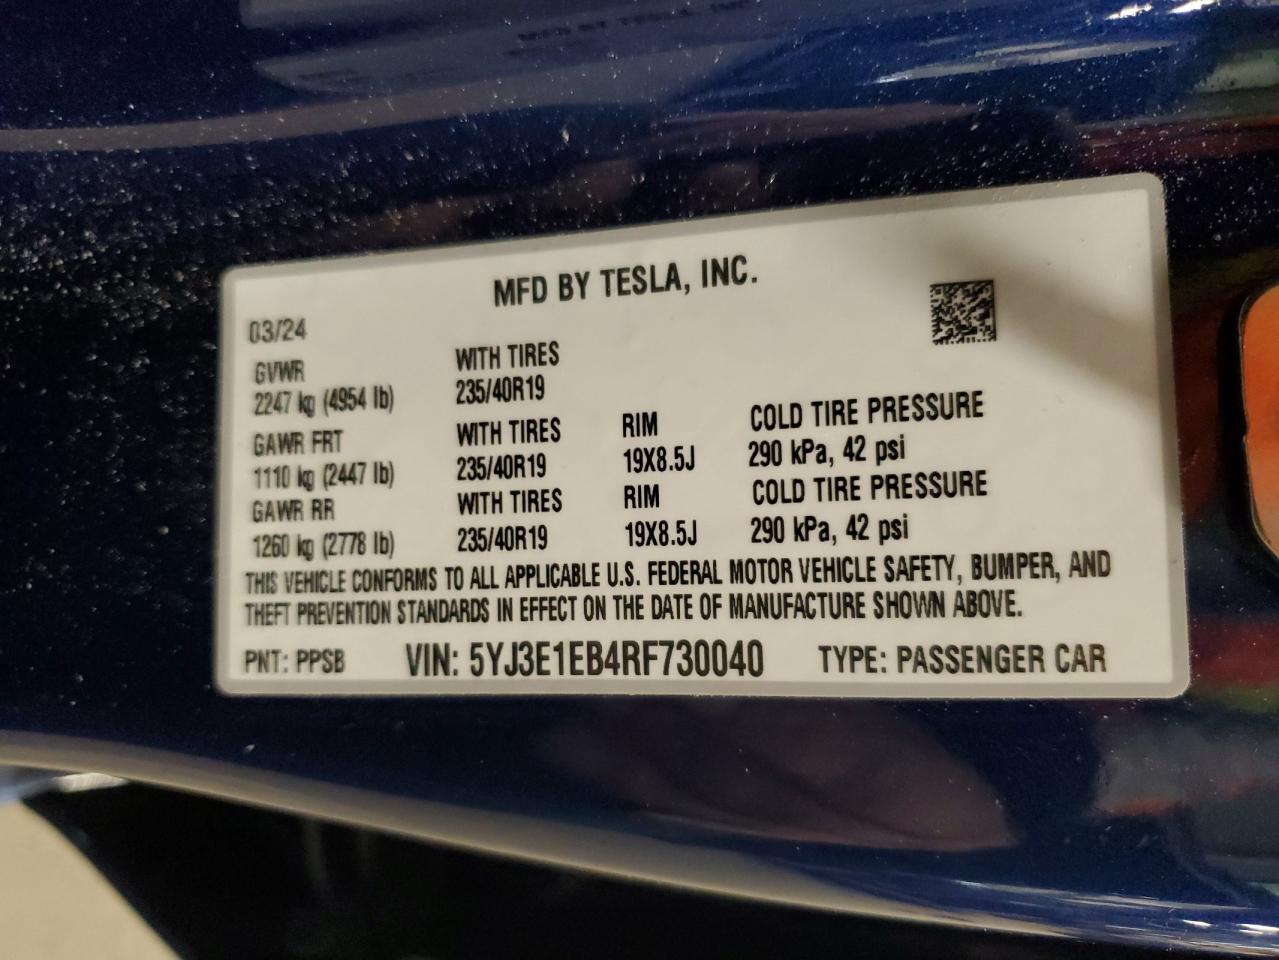 MFD BY TESLA, INC.
03/24
GVWR WITH TIRES
2247 kg (4954 lb) 235/40R19
GAWR FRT WITH TIRES RIM COLD TIRE PRESSURE
1110 kg (2447 lb) 235/40R19 19X8.5J 290 kPa, 42 psi
GAWR RR WITH TIRES RIM COLD TIRE PRESSURE
1260 kg (2778 lb) 235/40R19 19X8.5J 290 kPa, 42 psi
THIS VEHICLE CONFORMS TO ALL APPLICABLE U.S. FEDERAL MOTOR VEHICLE SAFETY, BUMPER, AND
THEFT PREVENTION STANDARDS IN EFFECT ON THE DATE OF MANUFACTURE SHOWN ABOVE.
PNT: PPSB VIN: 5YJ3E1EB4RF730040 TYPE: PASSENGER CAR